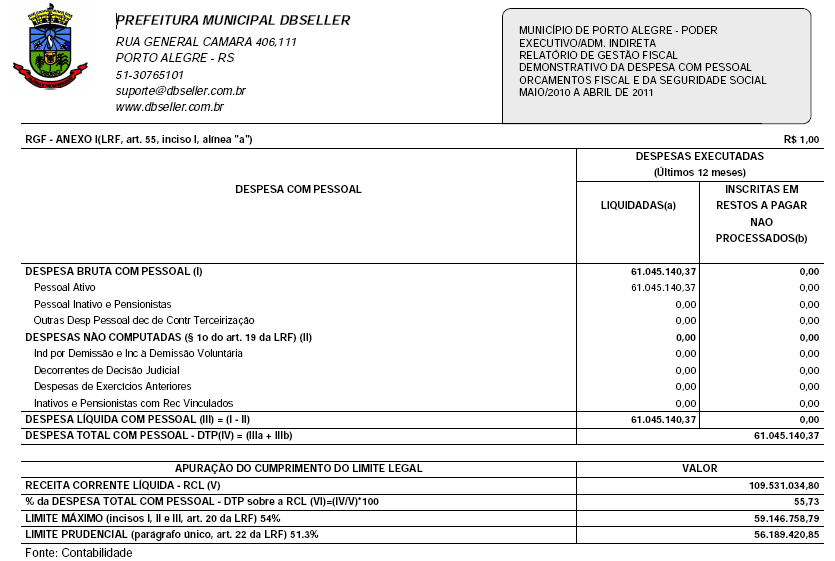 PREFEITURA MUNICIPAL DBSELLER
RUA GENERAL CAMARA 406,111
PORTO ALEGRE - RS
51-30765101
suporte@dbseller.com.br
www.dbseller.com.br
MUNICÍPIO DE PORTO ALEGRE - PODER
EXECUTIVO/ADM. INDIRETA
RELATÓRIO DE GESTÃO FISCAL
DEMONSTRATIVO DA DESPESA COM PESSOAL
ORCAMENTOS FISCAL E DA SEGURIDADE SOCIAL
MAIO/2010 A ABRIL DE 2011
RGF - ANEXO I(LRF, art. 55, inciso I, alínea "a") R$ 1,00
DESPESA COM PESSOAL
DESPESAS EXECUTADAS
(Últimos 12 meses)
LIQUIDADAS(a)
INSCRITAS EM
RESTOS A PAGAR
NAO
PROCESSADOS(b)
DESPESA BRUTA COM PESSOAL (I) 61.045.140,37 0,00
Pessoal Ativo 61.045.140,37 0,00
Pessoal Inativo e Pensionistas 0,00 0,00
Outras Desp Pessoal dec de Contr Terceirização 0,00 0,00
DESPESAS NÃO COMPUTADAS (§ 1o do art. 19 da LRF) (II) 0,00 0,00
Ind por Demissão e Inc à Demissão Voluntária 0,00 0,00
Decorrentes de Decisão Judicial 0,00 0,00
Despesas de Exercícios Anteriores 0,00 0,00
Inativos e Pensionistas com Rec Vinculados 0,00 0,00
DESPESA LÍQUIDA COM PESSOAL (III) = (I - II) 61.045.140,37 0,00
DESPESA TOTAL COM PESSOAL - DTP(IV) = (IIIa + IIIb) 61.045.140,37
APURAÇÃO DO CUMPRIMENTO DO LIMITE LEGAL VALOR
RECEITA CORRENTE LÍQUIDA - RCL (V) 109.531.034,80
% da DESPESA TOTAL COM PESSOAL - DTP sobre a RCL (VI)=(IV/V)*100 55,73
LIMITE MÁXIMO (incisos I, II e III, art. 20 da LRF) 54% 59.146.758,79
LIMITE PRUDENCIAL (parágrafo único, art. 22 da LRF) 51.3% 56.189.420,85
Fonte: Contabilidade